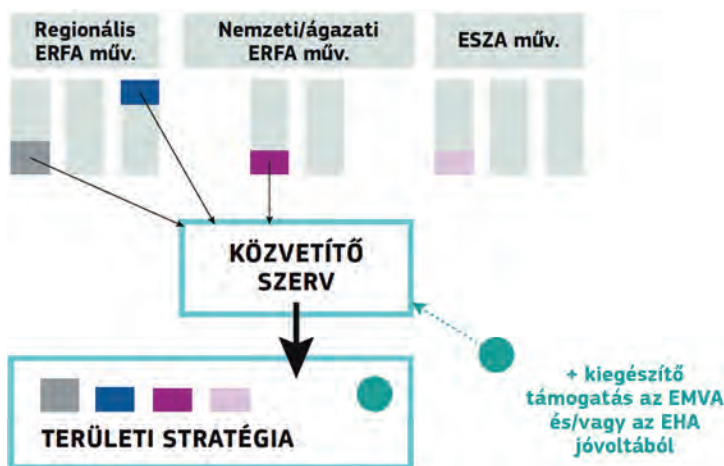 Regionális
ERFA műv.
Nemzeti/ágazati
ERFA műv.
ESZA műv.
KÖZVETÍTŐ
SZERV
+ kiegészítő
támogatás az EMVA
és/vagy az EHA
jóvoltából
TERÜLETI STRATÉGIA